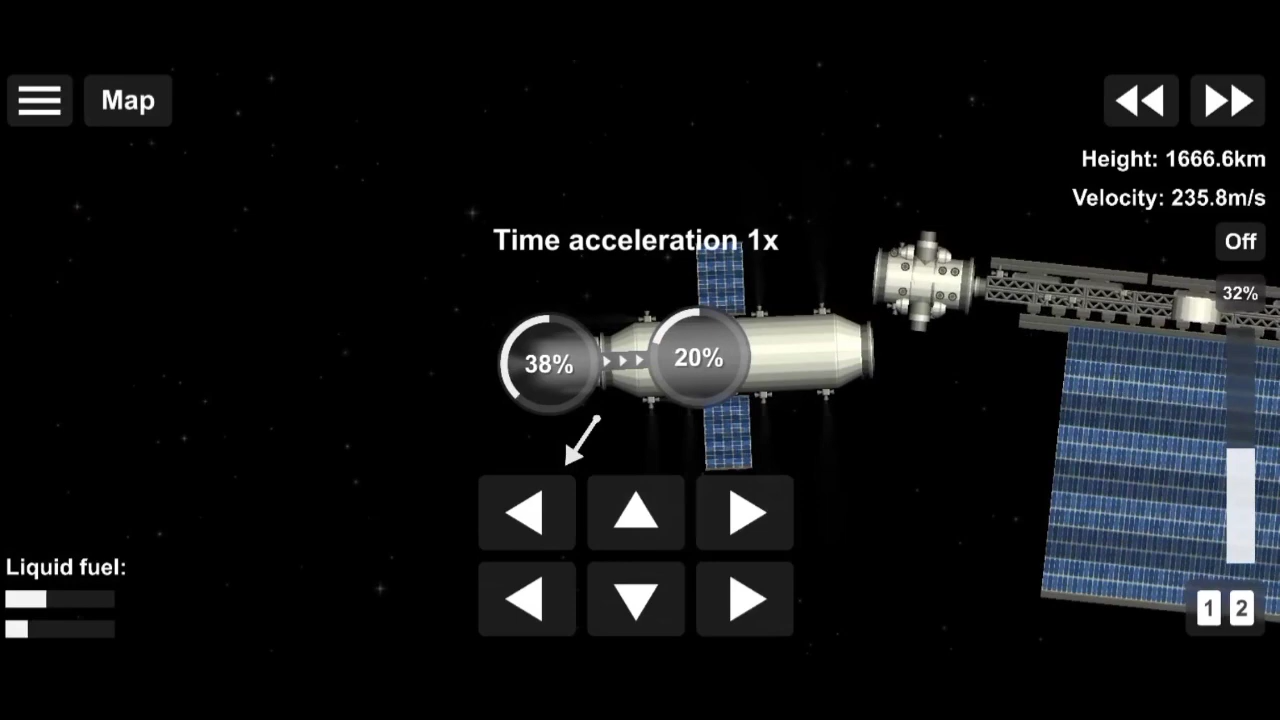 Map
Height: 1666.6km
Velocity: 235.8m/s
Off
Time acceleration 1x
32%
38%
20%
Liquid fuel:
1 2